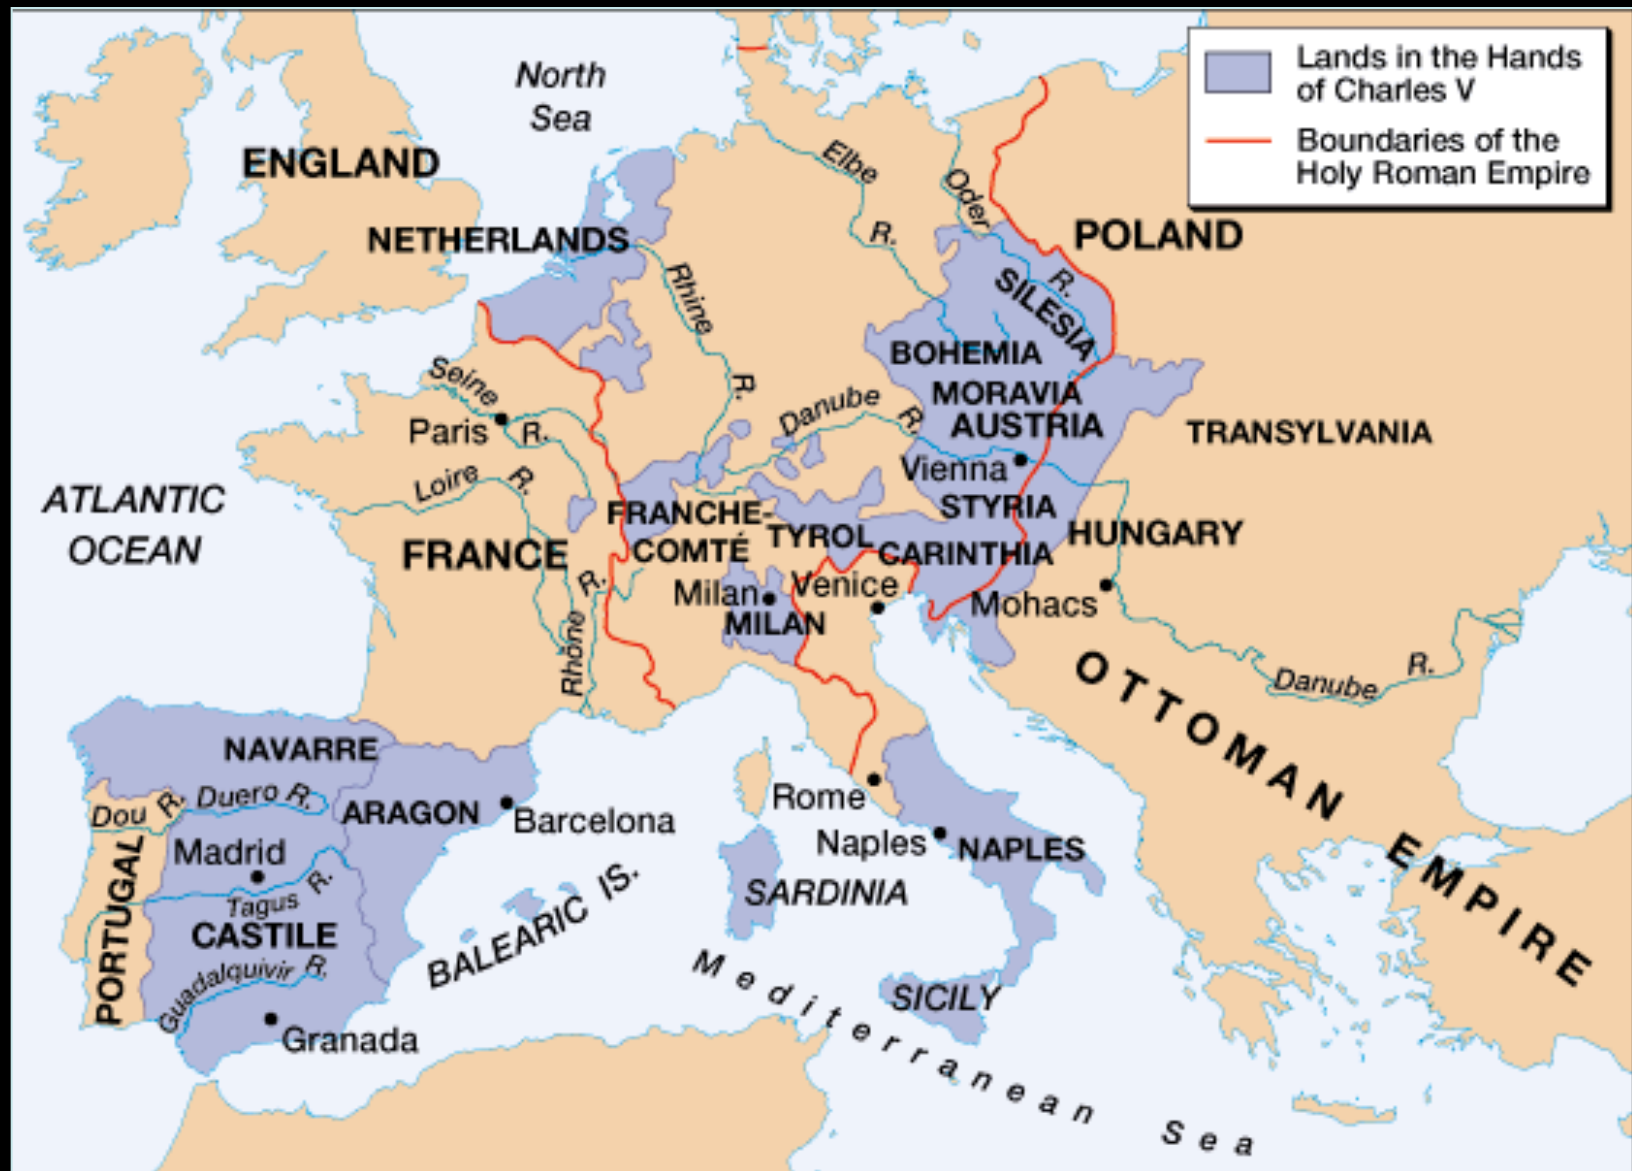 Lands in the Hands
of Charles V
Boundaries of the
Holy Roman Empire
North
Sea
ENGLAND
Elbe
R.
Oder
R.
NETHERLANDS
POLAND
Rhine
R.
SILESIA
BOHEMIA
MORAVIA
AUSTRIA
Seine
R.
Paris
Danube
R.
TRANSYLVANIA
Vienna
Loire
R.
ATLANTIC
OCEAN
STYRIA
FRANCHE-
COMTÉ
TYROL
CARINTHIA
HUNGARY
FRANCE
R.
Rhône
Milan
MILAN
Venice
Mohacs
OTTOMAN EMPIRE
Danube
R.
NAVARRE
Dou
R.
Duero R.
ARAGON
Barcelona
Rome
Madrid
Naples
NAPLES
PORTUGAL
Tagus
R.
CASTILE
BALEARIC IS.
SARDINIA
Guadalquivir R.
Granada
SICILY
Mediterranean Sea